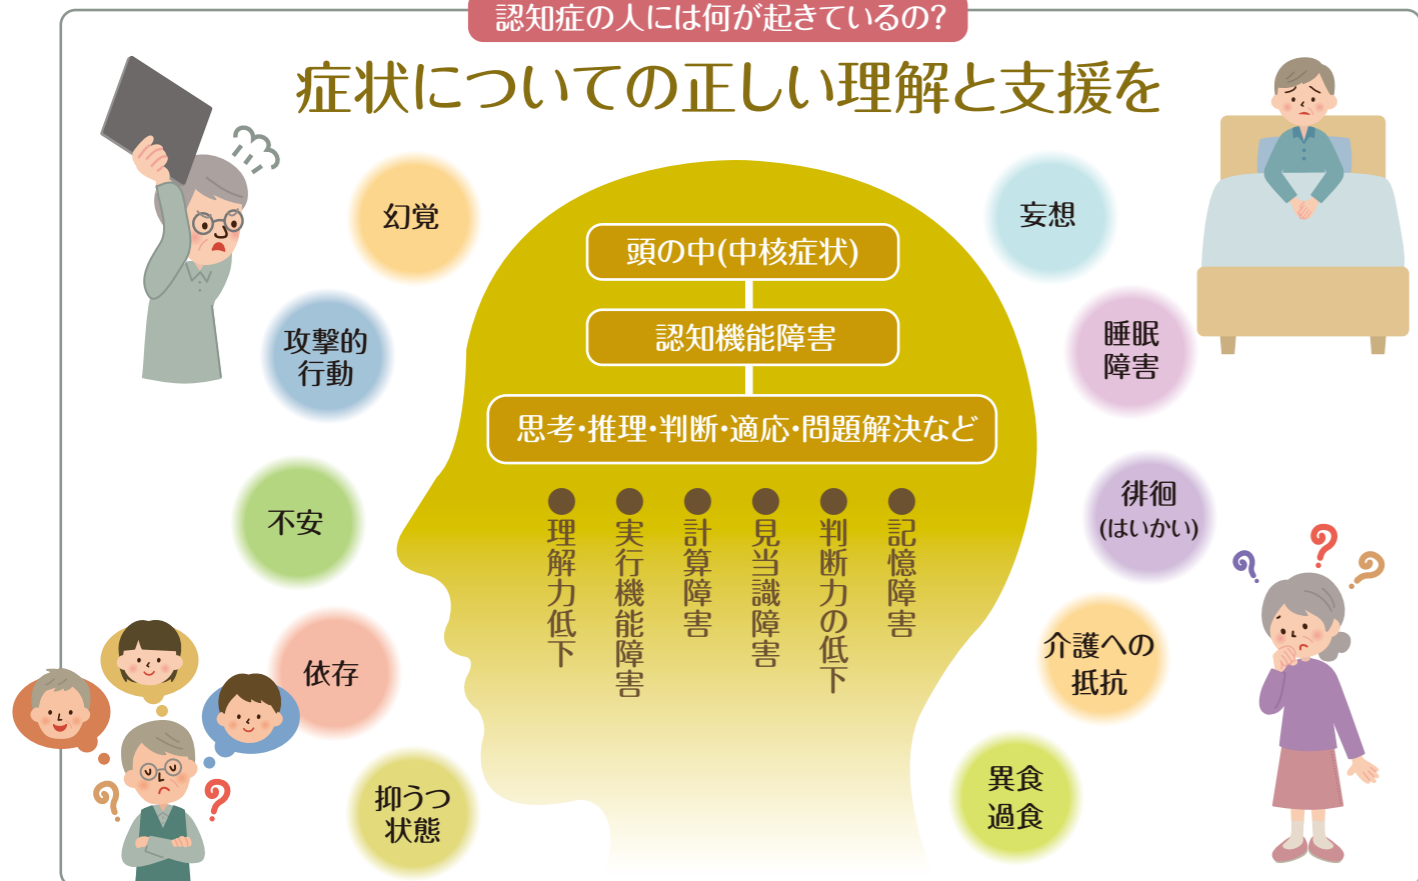 認知症の人には何が起きているの?
症状についての正しい理解と支援を
頭の中(中核症状)
認知機能障害
思考・推理・判断・適応・問題解決など
●記憶障害
●判断力の低下
●見当識障害
●計算障害
●実行機能障害
●理解力低下
幻覚
攻撃的
行動
不安
依存
抑うつ
状態
妄想
睡眠
障害
徘徊
(はいかい)
介護への
抵抗
異食
過食